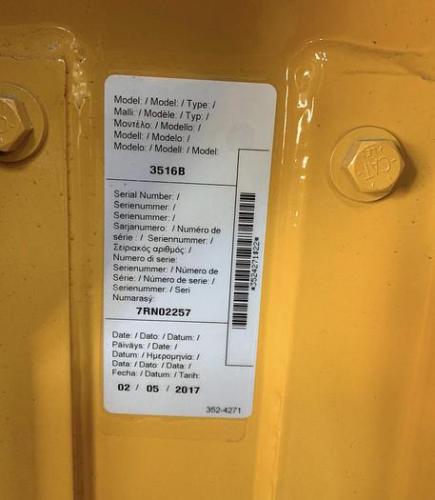 Model: / Model: / Type: /
Malli: / Modèle: / Typ: /
Μοντέλο: / Modello: /
Modell: / Modelo: /
Modelo: / Modell: / Model:
3516B
Serial Number: /
Serienummer: /
Serienummer: /
Sarjanumero: / Numéro de
série : / Seriennummer: /
Σειριακός αριθμός: /
Numero di serie:
Serienummer: / Número de
Série: / Número de serie: /
Serienummer: / Seri
Numarasý:
7RN02257
Date: / Dato: / Datum: /
Päiväys: / Date: /
Datum: / Ημερομηνία: /
Data: / Dato: / Data: /
Fecha: / Datum: / Tarih:
02 / 05 / 2017
352-4271
*3524271&22*
CAT